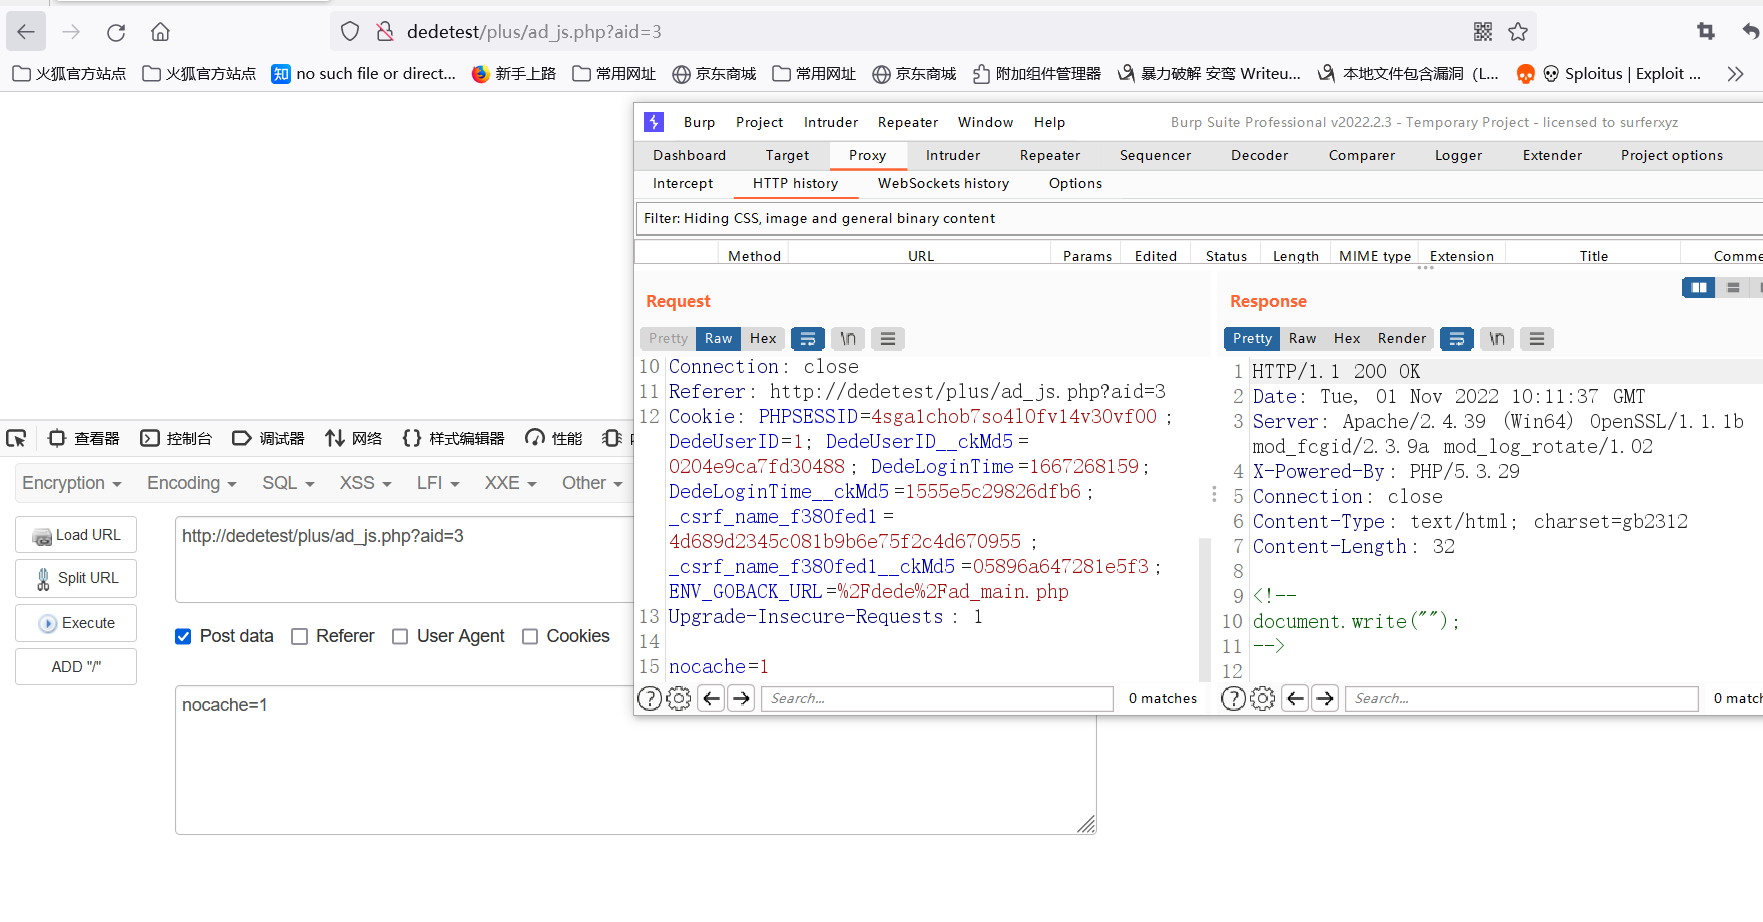 dedetest/plus/ad_js.php?aid=3
火狐官方站点 火狐官方站点 知 no such file or direct... 新手上路 常用网址 京东商城 常用网址 京东商城 附加组件管理器 暴力破解 安鸾 Writeu... 本地文件包含漏洞（L... Sploitus | Exploit ...
Burp Project Intruder Repeater Window Help Burp Suite Professional v2022.2.3 - Temporary Project - licensed to surferxyz
Dashboard Target Proxy Intruder Repeater Sequencer Decoder Comparer Logger Extender Project options
Intercept HTTP history WebSockets history Options
Filter: Hiding CSS, image and general binary content
Method URL Params Edited Status Length MIME type Extension Title Comme
Request
Pretty Raw Hex \n
10 Connection: close
11 Referer: http://dedetest/plus/ad_js.php?aid=3
12 Cookie: PHPSESSID=4sga1chob7so4l0fv14v30vf00;
DedeUserID=1; DedeUserID__ckMd5=
0204e9ca7fd30488; DedeLoginTime=1667268159;
DedeLoginTime__ckMd5=1555e5c29826dfb6;
_csrf_name_f380fed1=
4d689d2345c081b9b6e75f2c4d670955;
_csrf_name_f380fed1__ckMd5=05896a647281e5f3;
ENV_GOBACK_URL=%2Fdede%2Fad_main.php
13 Upgrade-Insecure-Requests: 1
14
15 nocache=1
Search... 0 matches
Response
Pretty Raw Hex Render \n
1 HTTP/1.1 200 OK
2 Date: Tue, 01 Nov 2022 10:11:37 GMT
3 Server: Apache/2.4.39 (Win64) OpenSSL/1.1.1b
mod_fcgid/2.3.9a mod_log_rotate/1.02
4 X-Powered-By: PHP/5.3.29
5 Connection: close
6 Content-Type: text/html; charset=gb2312
7 Content-Length: 32
8
9 <!--
10 document.write("");
11 -->
12
Search... 0 match
查看器 控制台 调试器 网络 样式编辑器 性能
Encryption Encoding SQL XSS LFI XXE Other
Load URL
Split URL
Execute
ADD "/"
http://dedetest/plus/ad_js.php?aid=3
Post data Referer User Agent Cookies
nocache=1